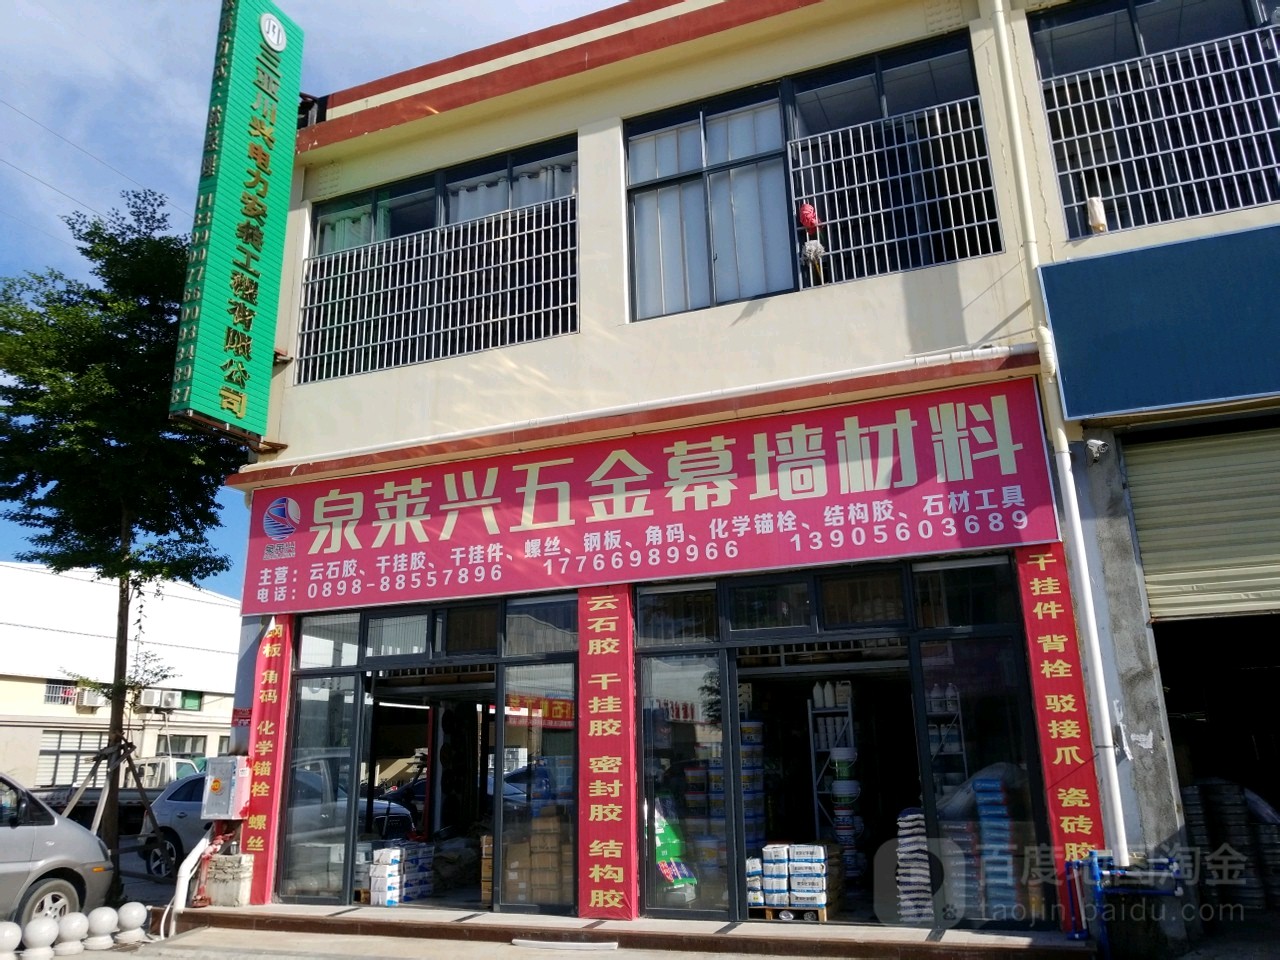 三亚川兴电力安装工程有限公司
泉莱兴五金幕墙材料
泉莱兴
主营：云石胶、干挂胶、干挂件、螺丝、钢板、角码、化学锚栓、结构胶、石材工具
电话：0898-88557896 17766989966 13905603689
钢板 角码 化学锚栓 螺丝
云石胶 干挂胶 密封胶 结构胶
干挂件 背栓 驳接爪 瓷砖胶
百度地图淘金
taojin.baidu.com